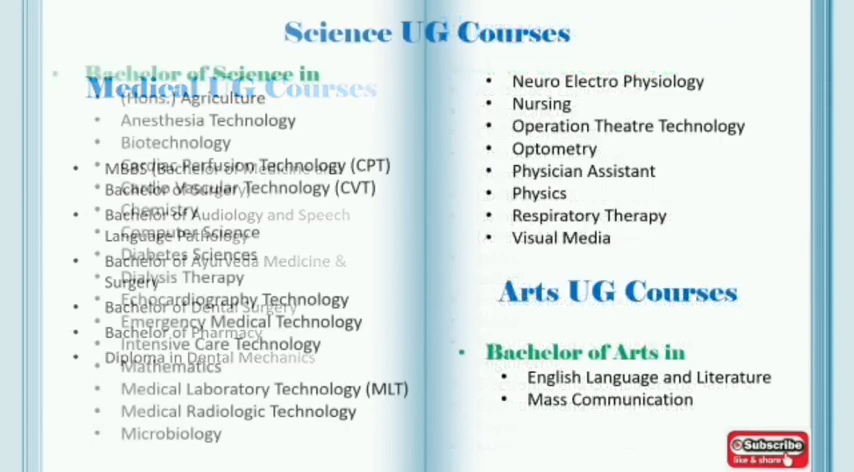 Science UG Courses
Bachelor of Science in
Medical UG Courses
(Hons.) Agriculture
Anesthesia Technology
Biotechnology
Cardiac Perfusion Technology (CPT)
MBBS (Bachelor of Medicine and
Bachelor of Surgery)
Cardio Vascular Technology (CVT)
Chemistry
Bachelor of Audiology and Speech
Language Pathology
Computer Science
Diabetes Sciences
Bachelor of Ayurveda Medicine &
Surgery
Dialysis Therapy
Echocardiography Technology
Bachelor of Dental Surgery
Emergency Medical Technology
Bachelor of Pharmacy
Intensive Care Technology
Diploma in Dental Mechanics
Mathematics
Medical Laboratory Technology (MLT)
Medical Radiologic Technology
Microbiology
Neuro Electro Physiology
Nursing
Operation Theatre Technology
Optometry
Physician Assistant
Physics
Respiratory Therapy
Visual Media
Arts UG Courses
Bachelor of Arts in
English Language and Literature
Mass Communication
Subscribe
like & share